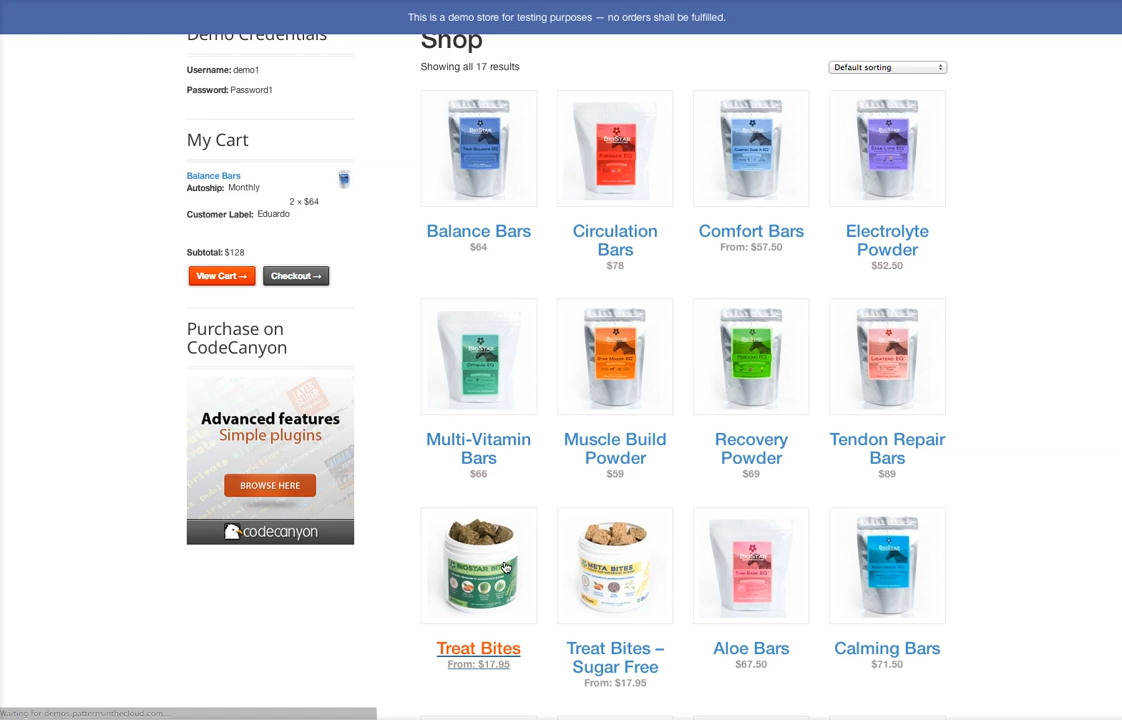 This is a demo store for testing purposes — no orders shall be fulfilled.
Demo Credentials
Username: demo1
Password: Password1
My Cart
Balance Bars
Autoship: Monthly
2 x $64
Customer Label: Eduardo
Subtotal: $128
View Cart →
Checkout →
Purchase on
CodeCanyon
Advanced features
Simple plugins
BROWSE HERE
codecanyon
Shop
Showing all 17 results
Default sorting
Balance Bars
$64
Circulation
Bars
$78
Comfort Bars
From: $57.50
Electrolyte
Powder
$52.50
Multi-Vitamin
Bars
$66
Muscle Build
Powder
$59
Recovery
Powder
$69
Tendon Repair
Bars
$89
BIOSTAR BITES
META BITES
Treat Bites
From: $17.95
Treat Bites –
Sugar Free
From: $17.95
Aloe Bars
$67.50
Calming Bars
$71.50
Waiting for demos.patternsinthecloud.com...